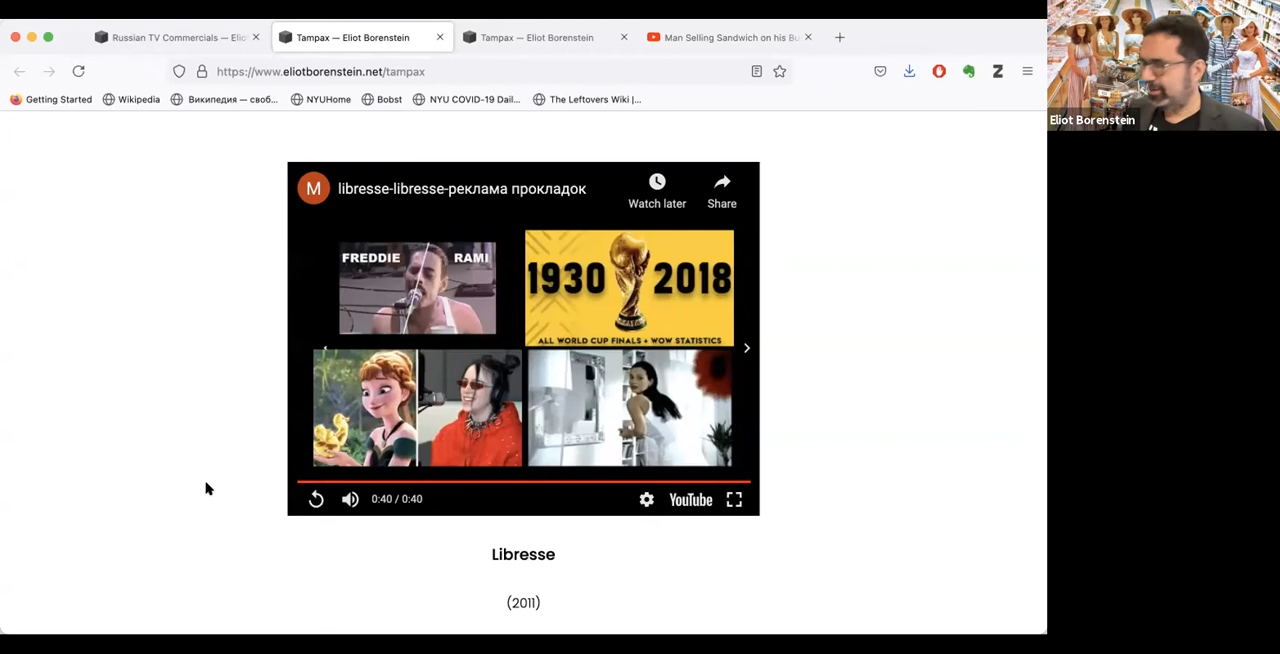 Russian TV Commercials — Elio
Tampax — Eliot Borenstein
Tampax — Eliot Borenstein
Man Selling Sandwich on his Bu
https://www.eliotborenstein.net/tampax
Getting Started
Wikipedia
Википедия — своб...
NYUHome
Bobst
NYU COVID-19 Dail...
The Leftovers Wiki |...
Eliot Borenstein
M
libresse-libresse-реклама прокладок
Watch later
Share
FREDDIE
RAMI
1930
2018
ALL WORLD CUP FINALS + WOW STATISTICS
0:40 / 0:40
YouTube
Libresse
(2011)